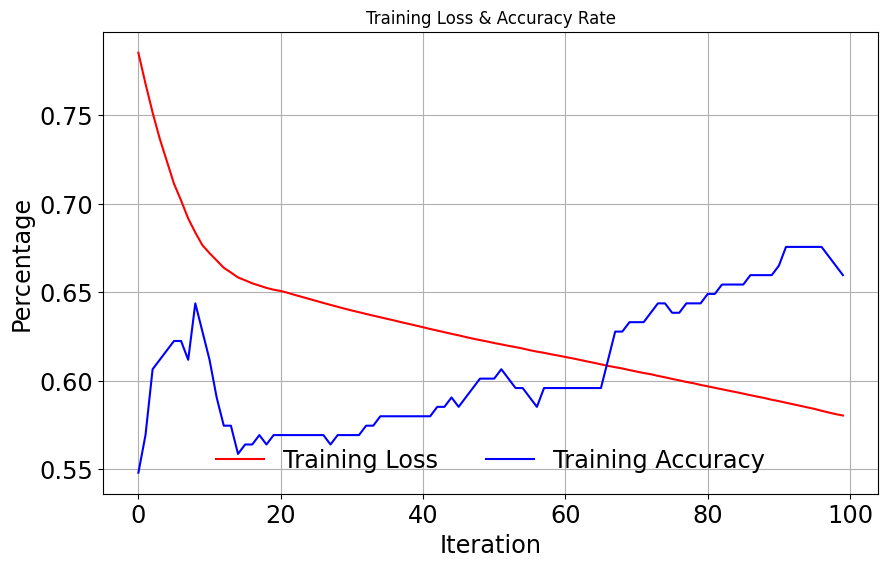 Training Loss & Accuracy Rate
Percentage
0.75
0.70
0.65
0.60
0.55
Training Loss Training Accuracy
0 20 40 60 80 100
Iteration